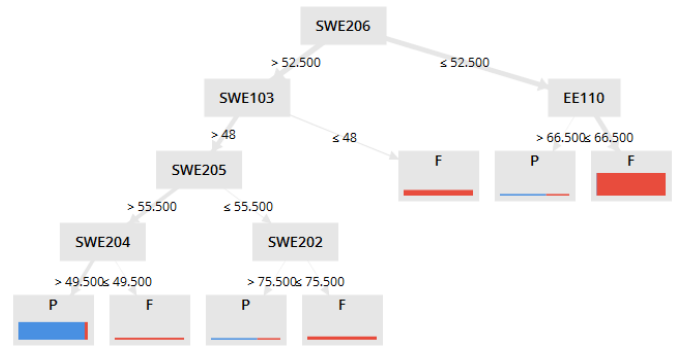 SWE206
> 52.500 ≤ 52.500
SWE103 EE110
> 48 ≤ 48 > 66.500 ≤ 66.500
SWE205 F P F
> 55.500 ≤ 55.500
SWE204 SWE202
> 49.500 ≤ 49.500 > 75.500 ≤ 75.500
P F P F